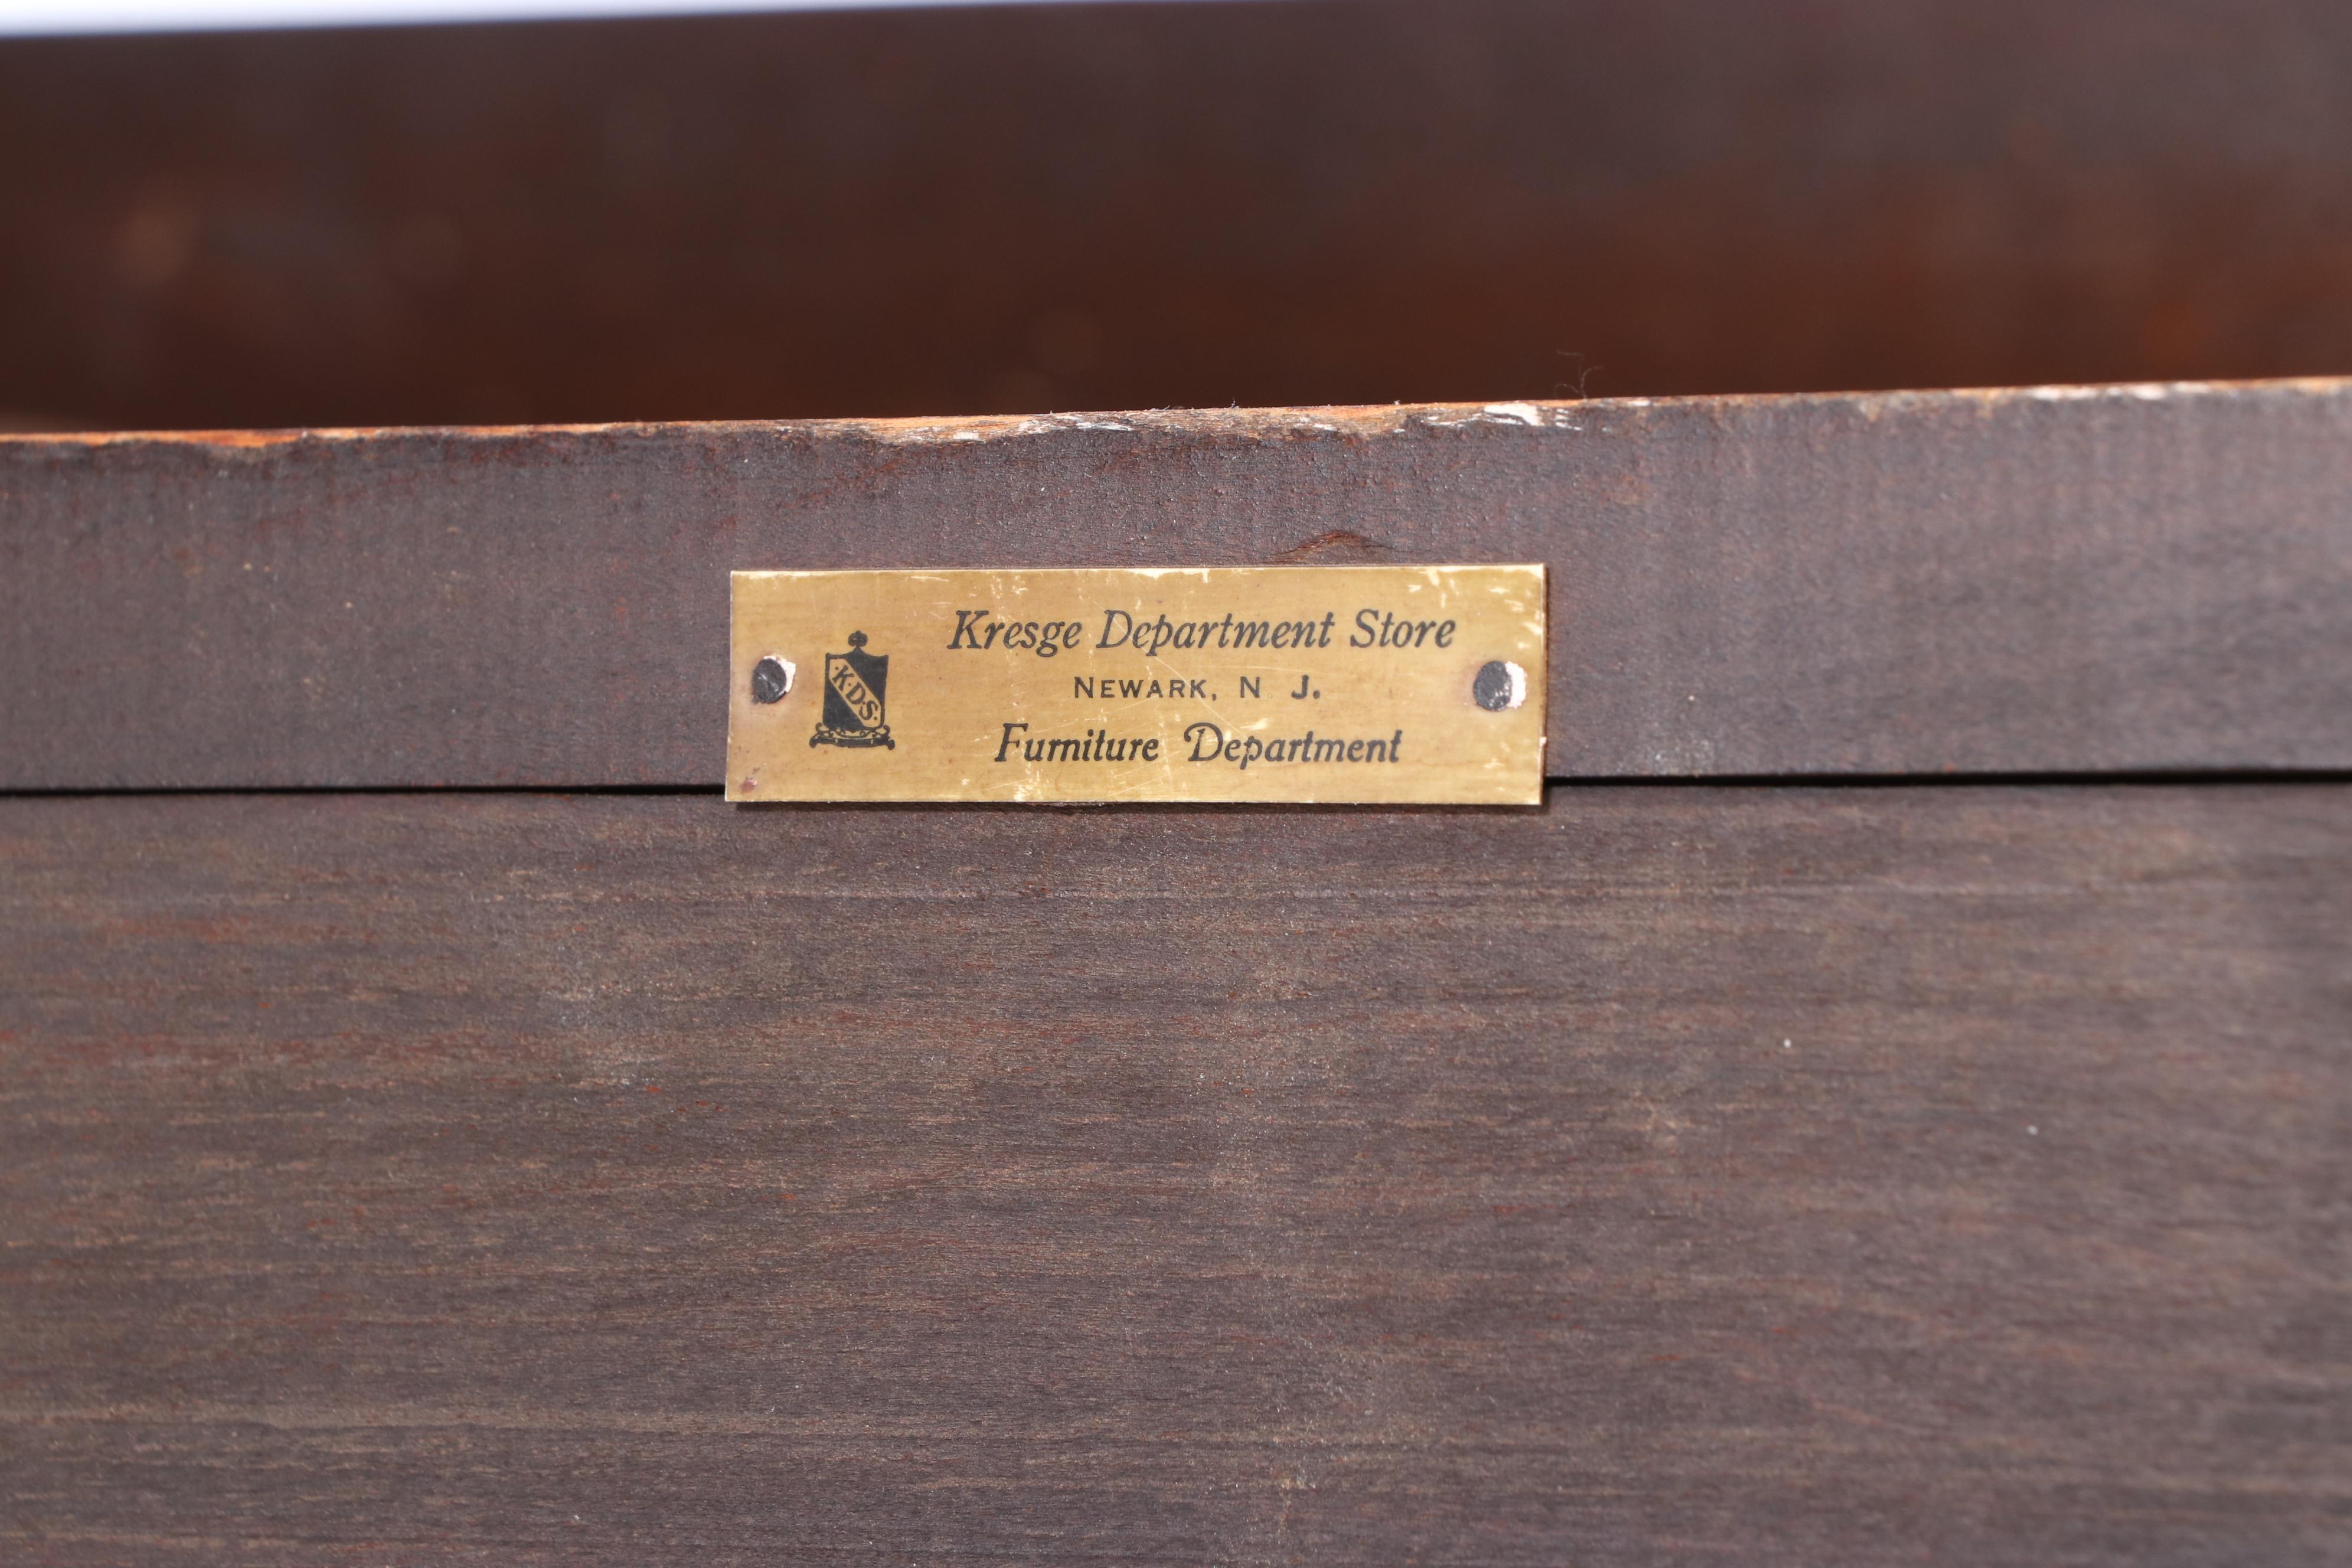 Kresge Department Store
NEWARK, N J.
Furniture Department
K·D·S·